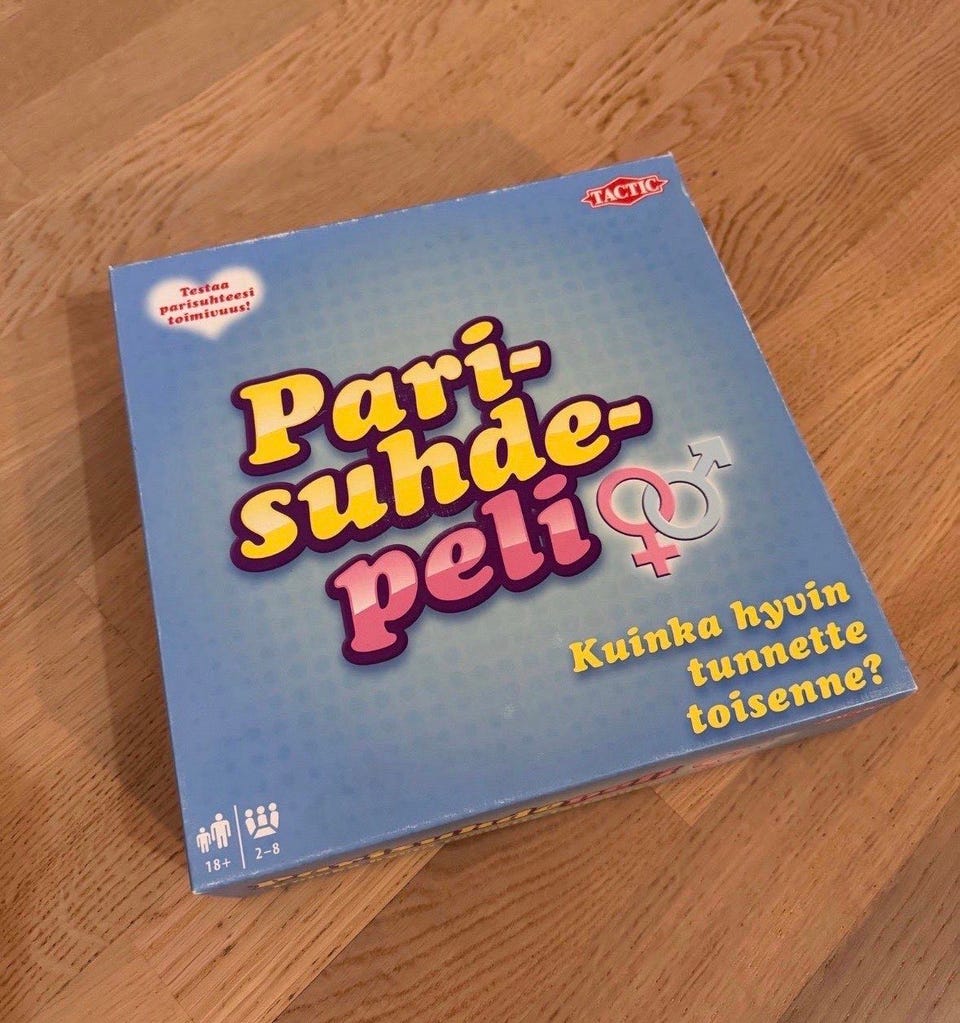 TACTIC
Testaa
parisuhteesi
toimivuus!
Pari-
suhde-
peli
Kuinka hyvin
tunnette
toisenne?
18+
2-8